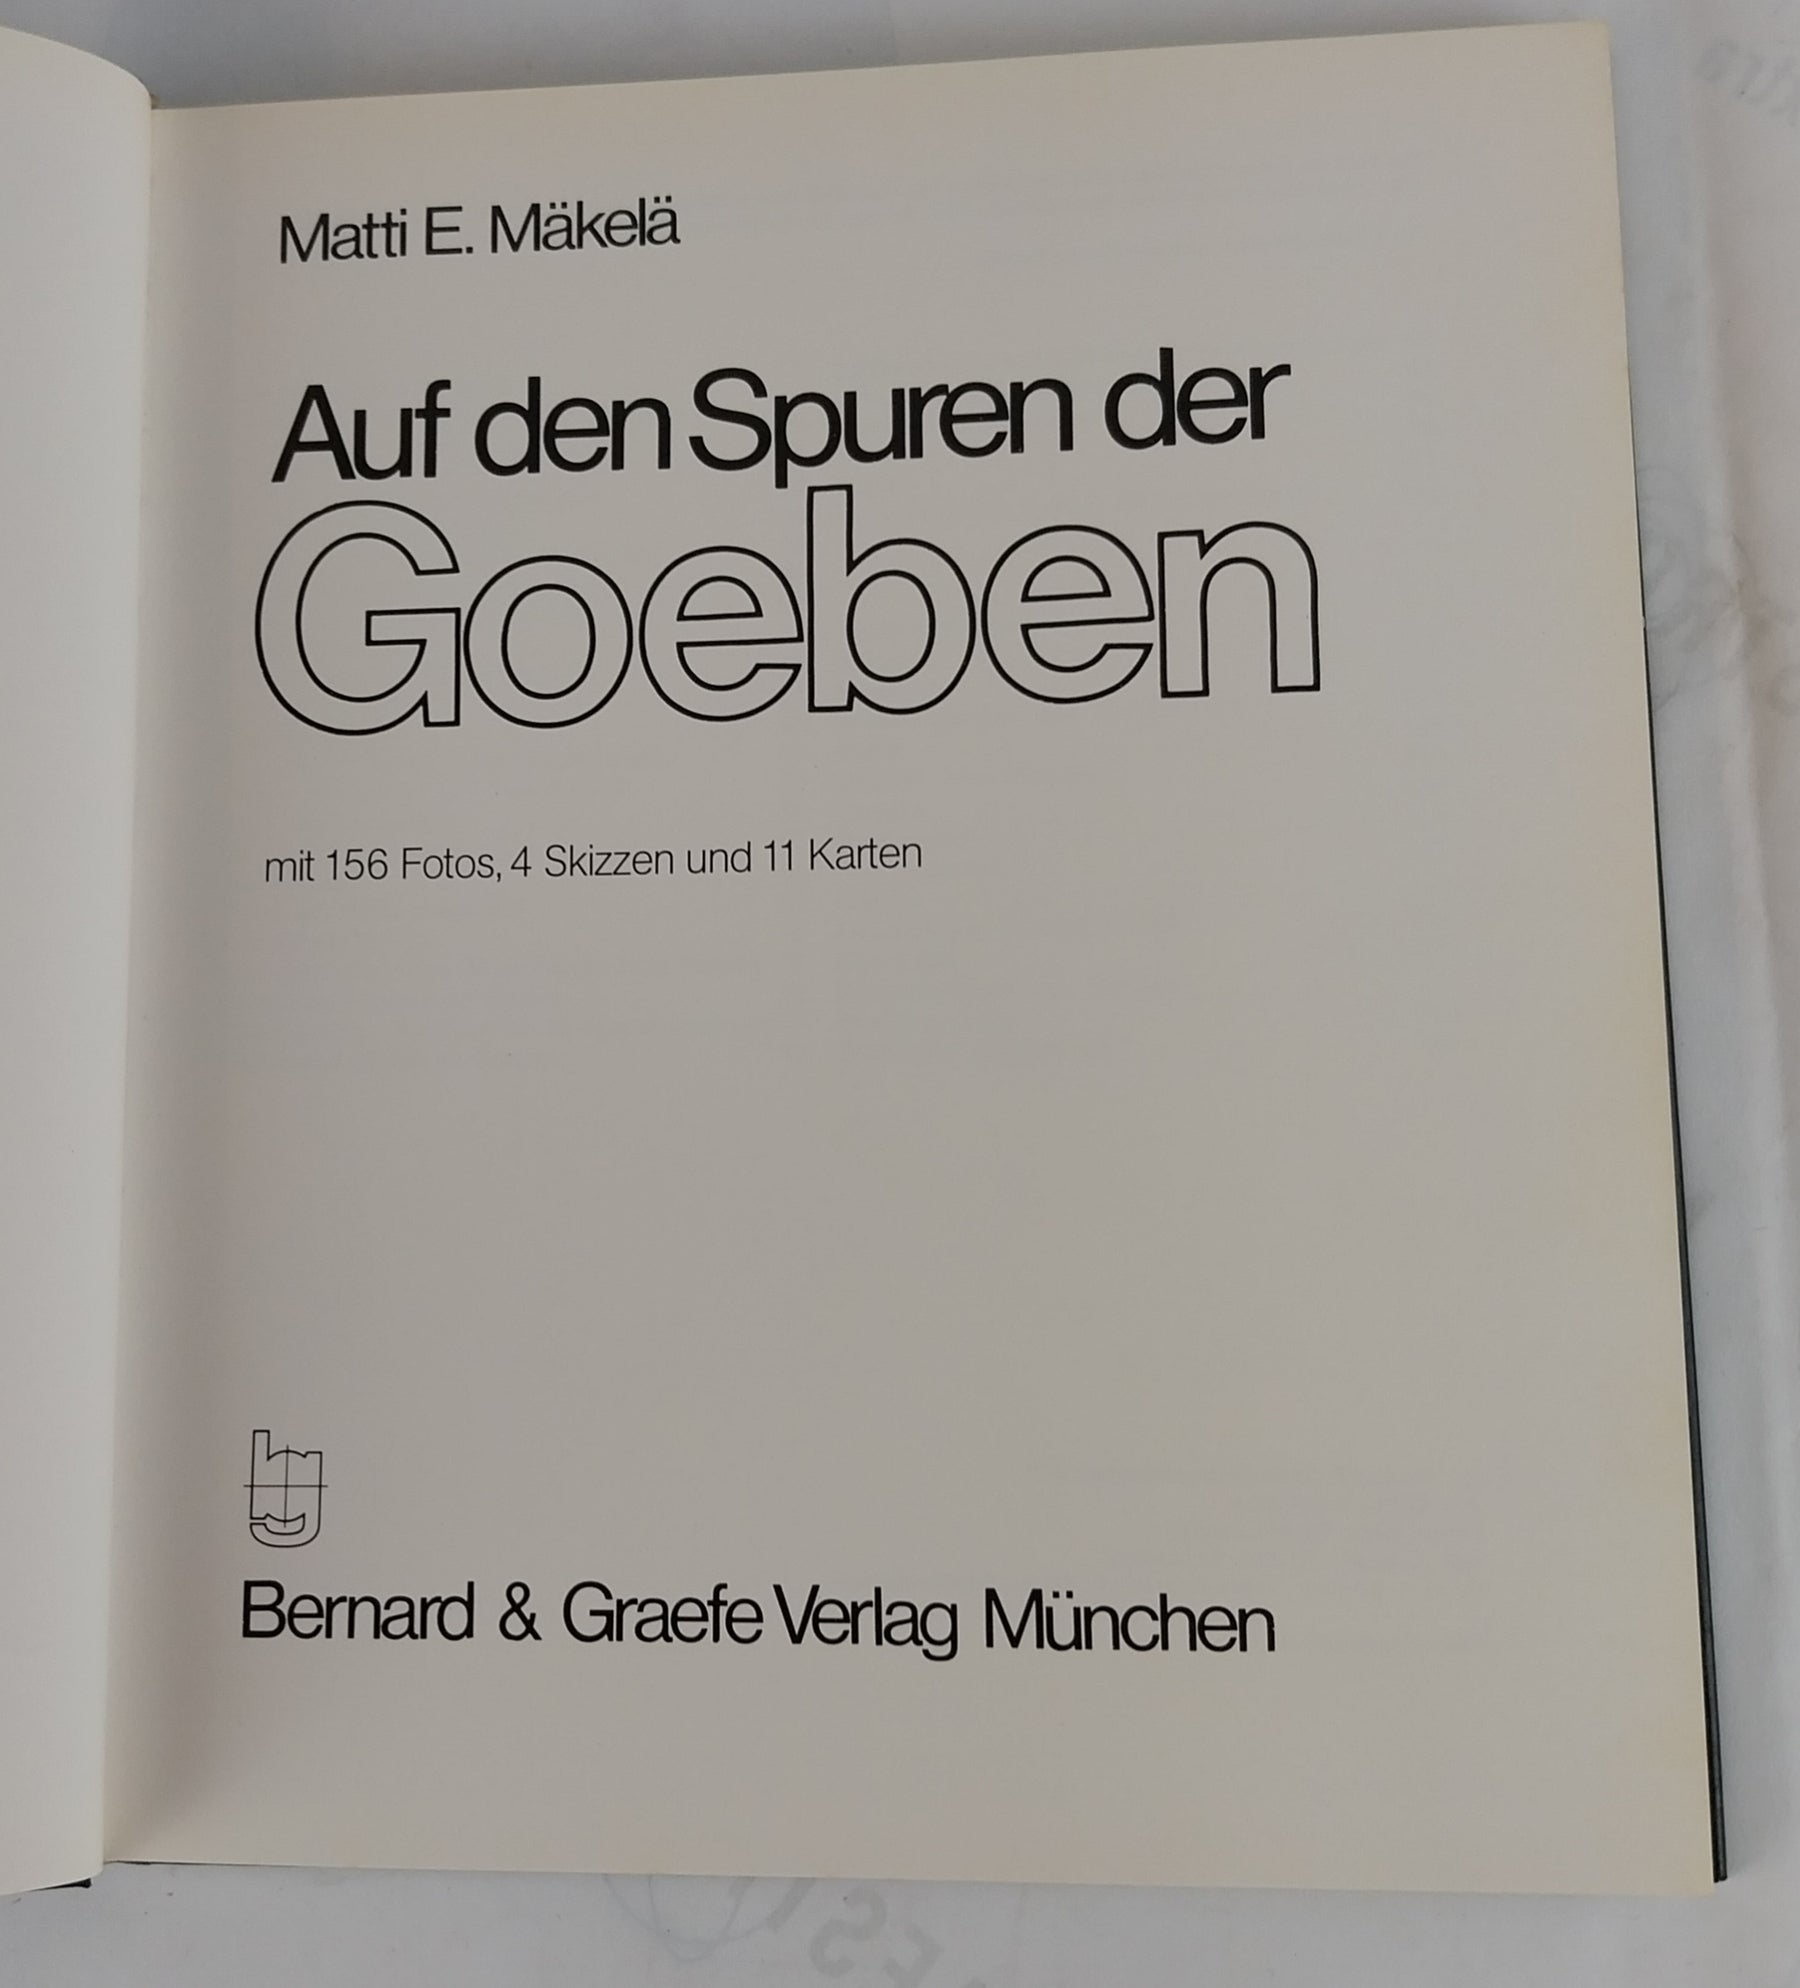 Matti E. Mäkelä
Auf den Spuren der
Goeben
mit 156 Fotos, 4 Skizzen und 11 Karten
bg
Bernard & Graefe Verlag München